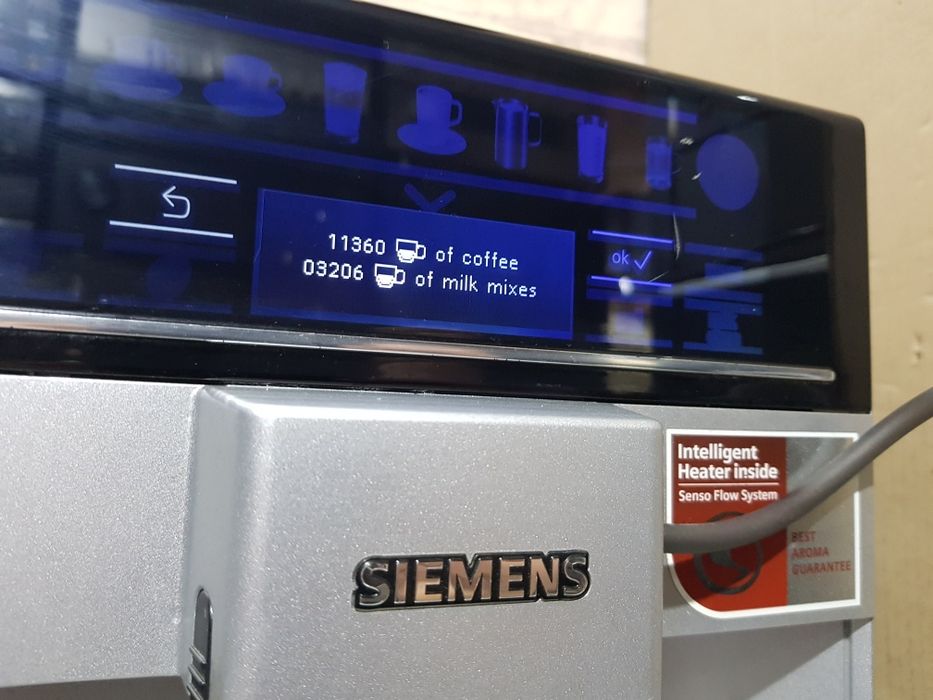 11360 of coffee
03206 of milk mixes
ok
SIEMENS
Intelligent
Heater inside
Senso Flow System
BEST
AROMA
GUARANTEE